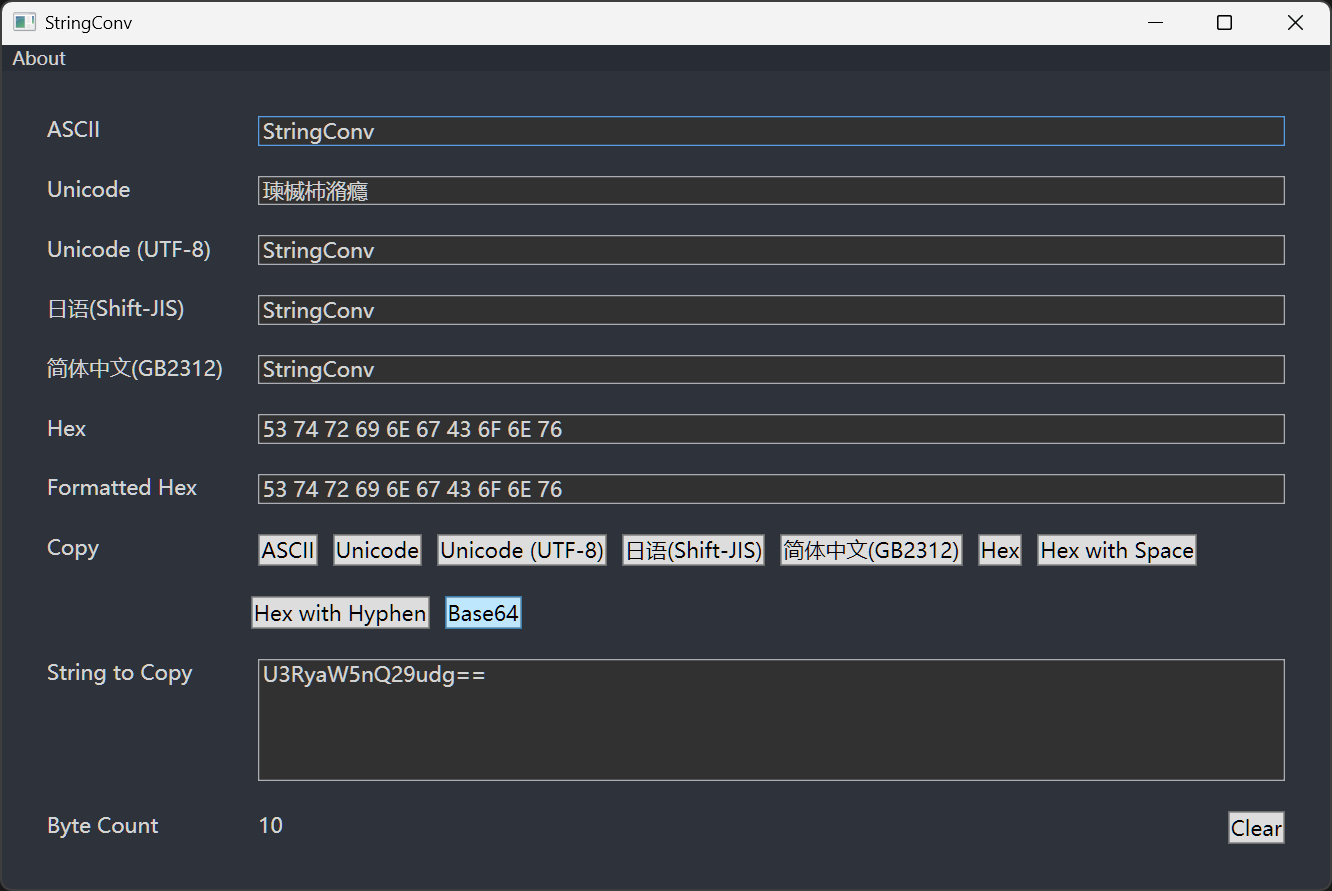 StringConv
About
ASCII StringConv
Unicode 瑓楲杮潃癮
Unicode (UTF-8) StringConv
日语(Shift-JIS) StringConv
简体中文(GB2312) StringConv
Hex 53 74 72 69 6E 67 43 6F 6E 76
Formatted Hex 53 74 72 69 6E 67 43 6F 6E 76
Copy ASCII Unicode Unicode (UTF-8) 日语(Shift-JIS) 简体中文(GB2312) Hex Hex with Space
Hex with Hyphen Base64
String to Copy U3RyaW5nQ29udg==
Byte Count 10 Clear